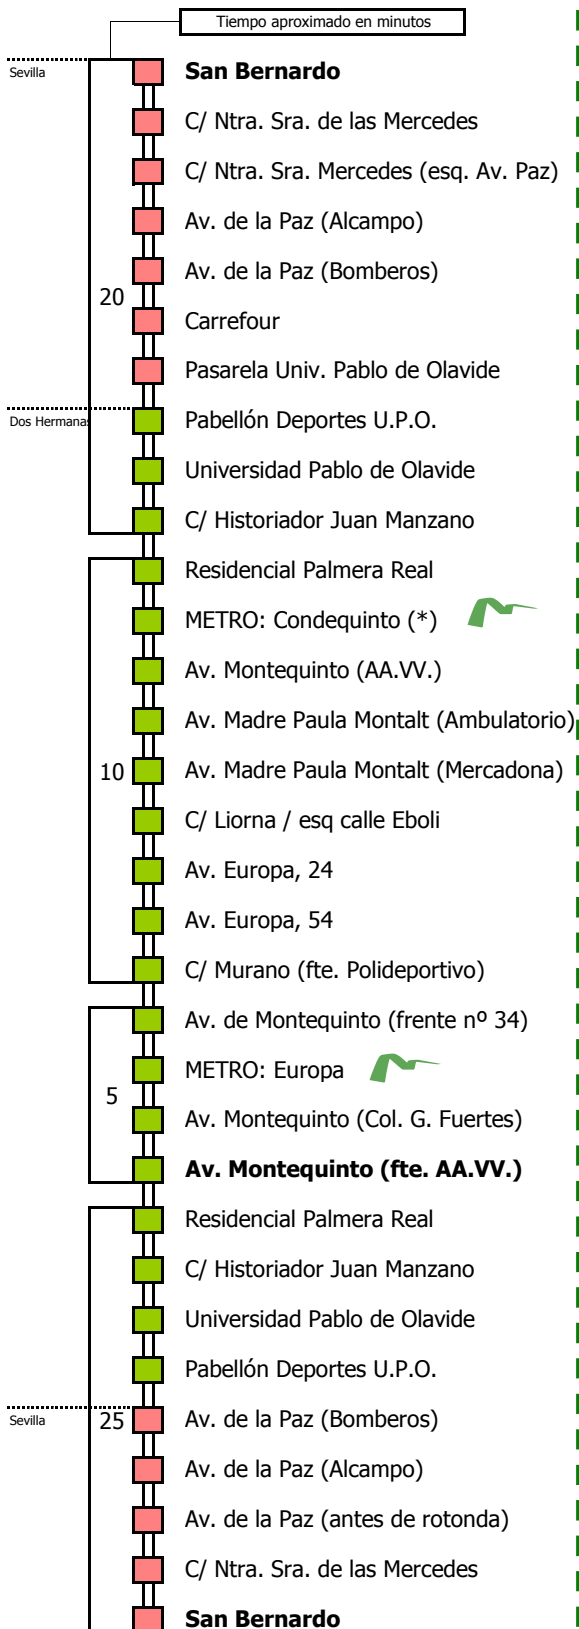 Tiempo aproximado en minutos
Sevilla
San Bernardo
C/ Ntra. Sra. de las Mercedes
C/ Ntra. Sra. Mercedes (esq. Av. Paz)
Av. de la Paz (Alcampo)
Av. de la Paz (Bomberos)
20
Carrefour
Pasarela Univ. Pablo de Olavide
Dos Hermanas
Pabellón Deportes U.P.O.
Universidad Pablo de Olavide
C/ Historiador Juan Manzano
Residencial Palmera Real
METRO: Condequinto (*)
Av. Montequinto (AA.VV.)
Av. Madre Paula Montalt (Ambulatorio)
10
Av. Madre Paula Montalt (Mercadona)
C/ Liorna / esq calle Eboli
Av. Europa, 24
Av. Europa, 54
C/ Murano (fte. Polideportivo)
Av. de Montequinto (frente nº 34)
METRO: Europa
5
Av. Montequinto (Col. G. Fuertes)
Av. Montequinto (fte. AA.VV.)
Residencial Palmera Real
C/ Historiador Juan Manzano
Universidad Pablo de Olavide
Pabellón Deportes U.P.O.
Sevilla
25
Av. de la Paz (Bomberos)
Av. de la Paz (Alcampo)
Av. de la Paz (antes de rotonda)
C/ Ntra. Sra. de las Mercedes
San Bernardo